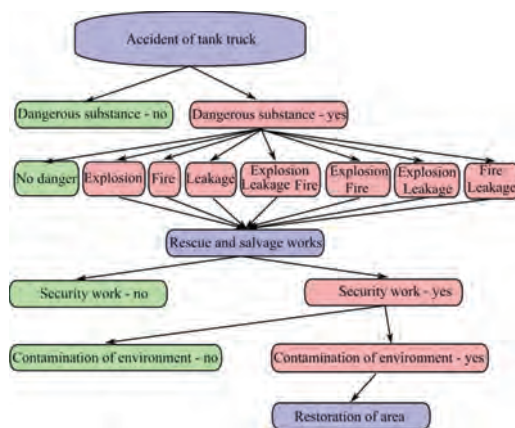 Accident of tank truck
Dangerous substance - no
Dangerous substance - yes
No danger
Explosion
Fire
Leakage
Explosion
Leakage Fire
Explosion
Fire
Explosion
Leakage
Fire
Leakage
Rescue and salvage works
Security work - no
Security work - yes
Contamination of environment - no
Contamination of environment - yes
Restoration of area